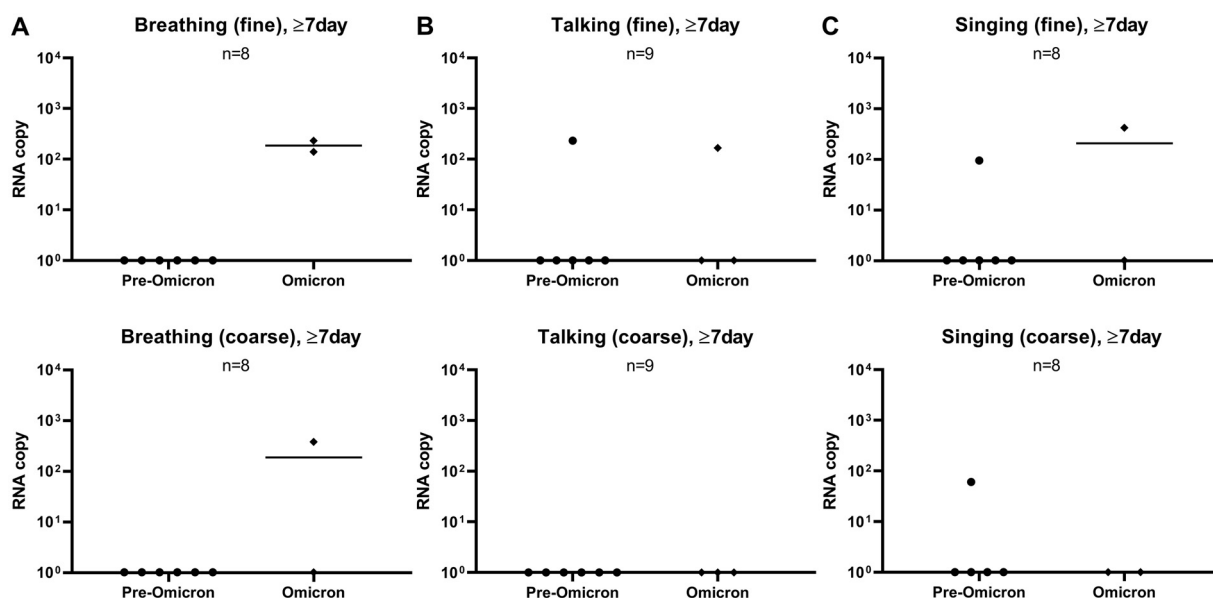 A
Breathing (fine), ≥7day
n=8
RNA copy
10⁴
10³
10²
10¹
10⁰
Pre-Omicron
Omicron
B
Talking (fine), ≥7day
n=9
RNA copy
10⁴
10³
10²
10¹
10⁰
Pre-Omicron
Omicron
C
Singing (fine), ≥7day
n=8
RNA copy
10⁴
10³
10²
10¹
10⁰
Pre-Omicron
Omicron
Breathing (coarse), ≥7day
n=8
RNA copy
10⁴
10³
10²
10¹
10⁰
Pre-Omicron
Omicron
Talking (coarse), ≥7day
n=9
RNA copy
10⁴
10³
10²
10¹
10⁰
Pre-Omicron
Omicron
Singing (coarse), ≥7day
n=8
RNA copy
10⁴
10³
10²
10¹
10⁰
Pre-Omicron
Omicron